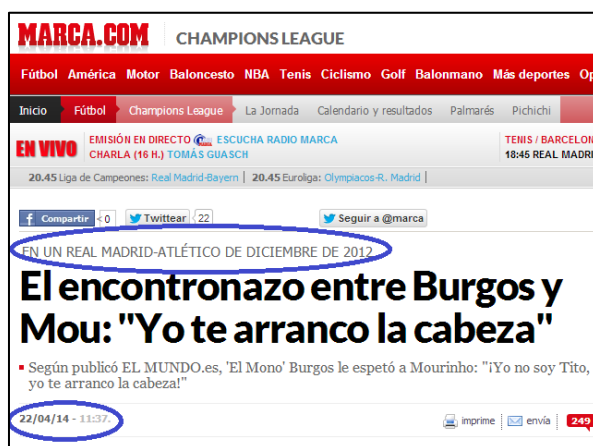 MARCA.COM CHAMPIONS LEAGUE
Fútbol América Motor Baloncesto NBA Tenis Ciclismo Golf Balonmano Más deportes
Inicio Fútbol Champions League La Jornada Calendario y resultados Palmarés Pichichi
EN VIVO
EMISIÓN EN DIRECTO ESCUCHA RADIO MARCA
CHARLA (16 H.) TOMÁS GUASCH
TENIS / BARCELON
18:45 REAL MADRI
20.45 Liga de Campeones: Real Madrid-Bayern | 20.45 Euroliga: Olympiacos-R. Madrid |
f Compartir 0 Twittear 22 Seguir a @marca
EN UN REAL MADRID-ATLÉTICO DE DICIEMBRE DE 2012
El encontronazo entre Burgos y
Mou: "Yo te arranco la cabeza"
Según publicó EL MUNDO.es, 'El Mono' Burgos le espetó a Mourinho: "¡Yo no soy Tito,
yo te arranco la cabeza!"
22/04/14 - 11:37. imprime envía 249